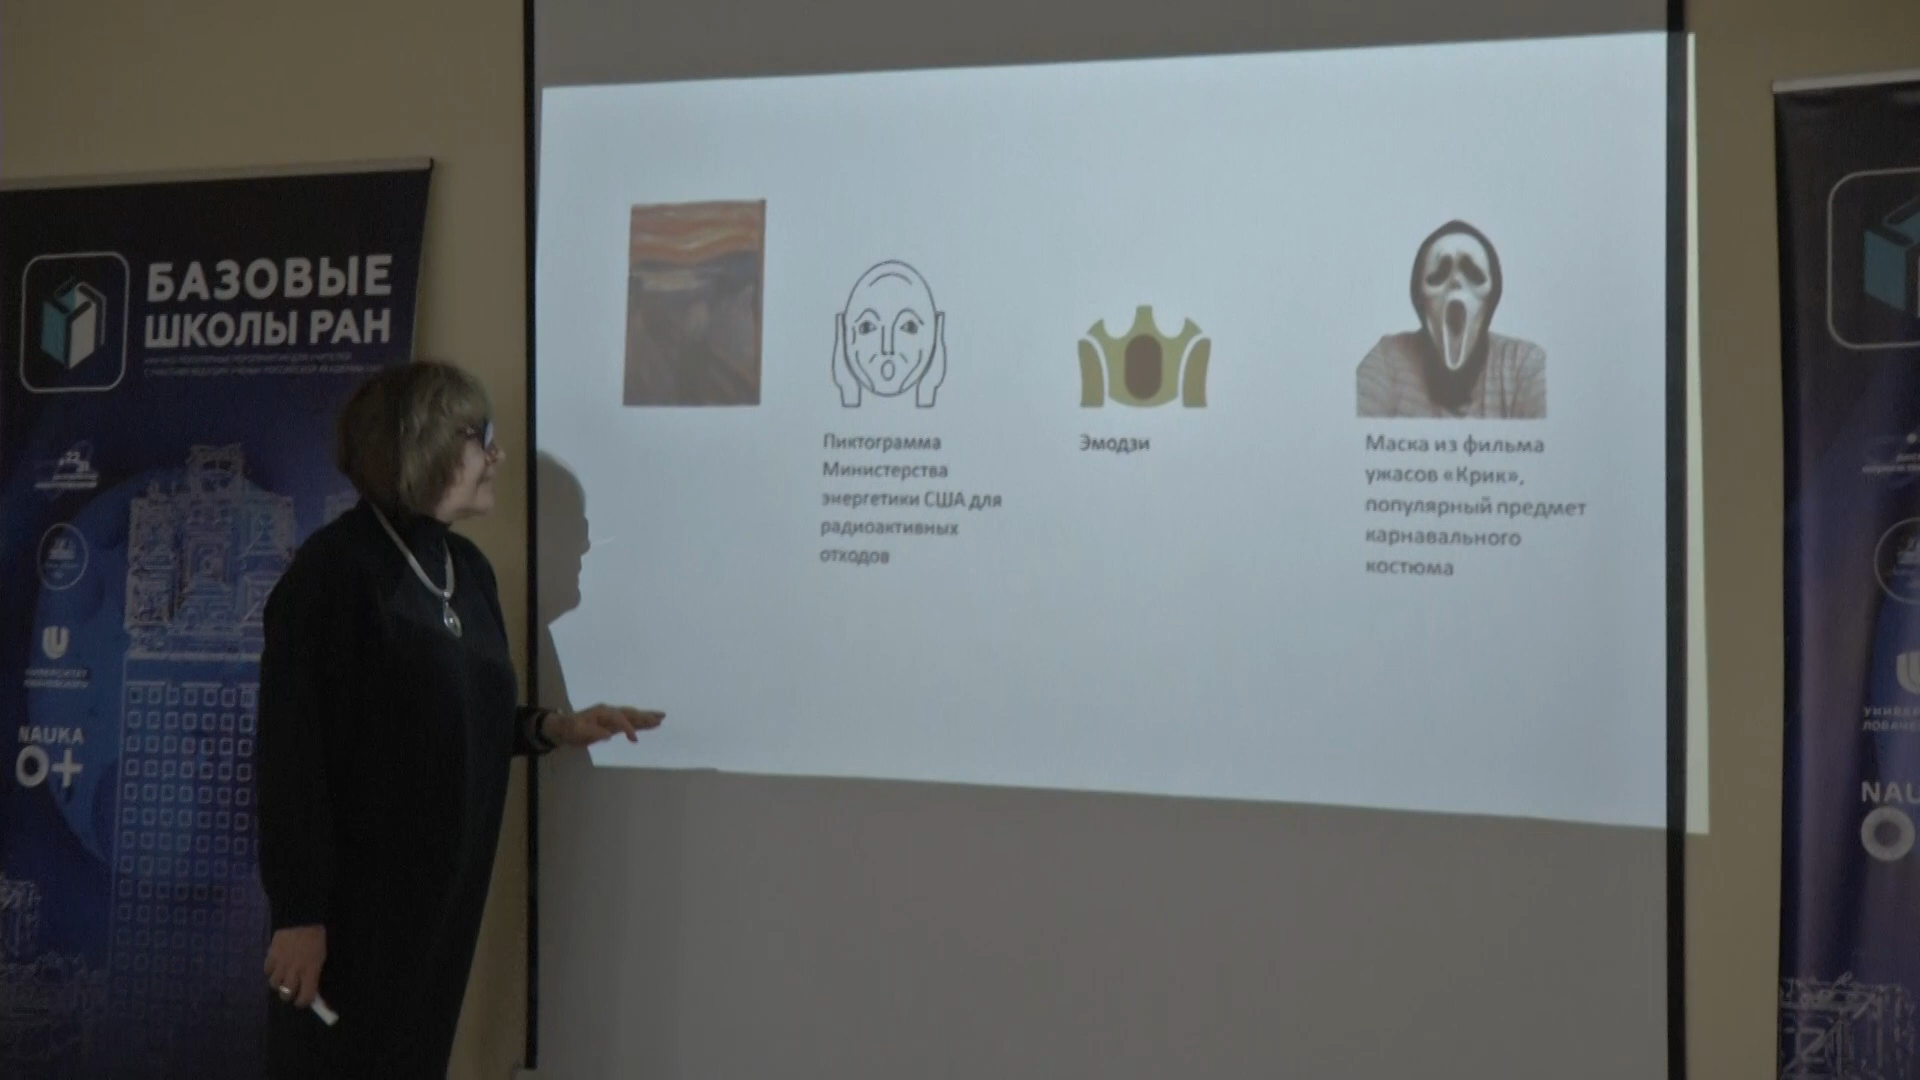 БАЗОВЫЕ
ШКОЛЫ РАН
NAUKA
0+
Пиктограмма
Министерства
энергетики США для
радиоактивных
отходов
Эмодзи
Маска из фильма
ужасов «Крик»,
популярный предмет
карнавального
костюма
NAU